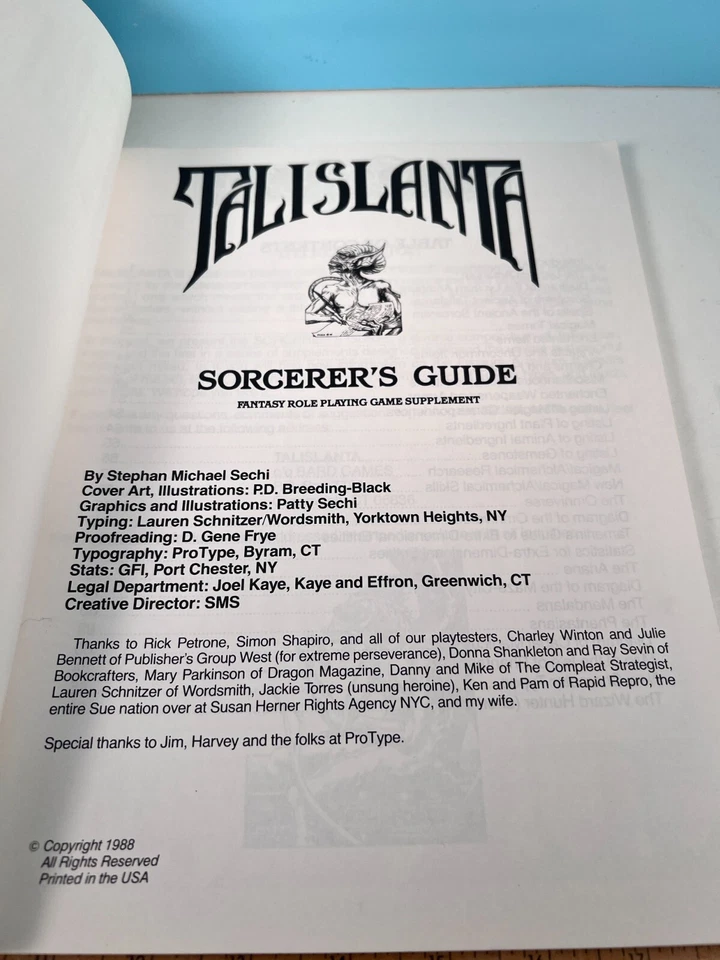 TALISLANTA
SORCERER'S GUIDE
FANTASY ROLE PLAYING GAME SUPPLEMENT
By Stephan Michael Sechi
Cover Art, Illustrations: P.D. Breeding-Black
Graphics and Illustrations: Patty Sechi
Typing: Lauren Schnitzer/Wordsmith, Yorktown Heights, NY
Proofreading: D. Gene Frye
Typography: ProType, Byram, CT
Stats: GFI, Port Chester, NY
Legal Department: Joel Kaye, Kaye and Effron, Greenwich, CT
Creative Director: SMS
Thanks to Rick Petrone, Simon Shapiro, and all of our playtesters, Charley Winton and Julie
Bennett of Publisher's Group West (for extreme perseverance), Donna Shankleton and Ray Sevin of
Bookcrafters, Mary Parkinson of Dragon Magazine, Danny and Mike of The Compleat Strategist,
Lauren Schnitzer of Wordsmith, Jackie Torres (unsung heroine), Ken and Pam of Rapid Repro, the
entire Sue nation over at Susan Herner Rights Agency NYC, and my wife.
Special thanks to Jim, Harvey and the folks at ProType.
© Copyright 1988
All Rights Reserved
Printed in the USA